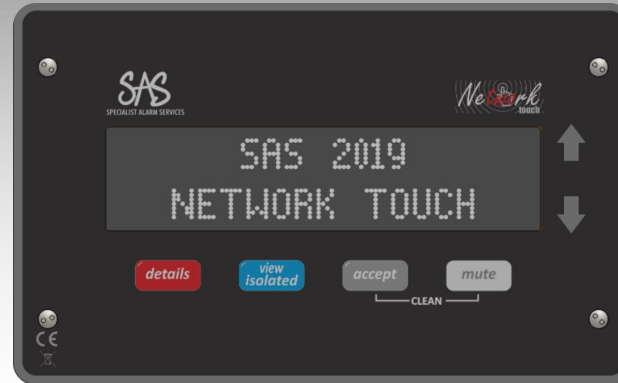 SAS
SPECIALIST ALARM SERVICES
Network
touch
SAS 2019
NETWORK TOUCH
details
view
isolated
accept
mute
CLEAN
CE